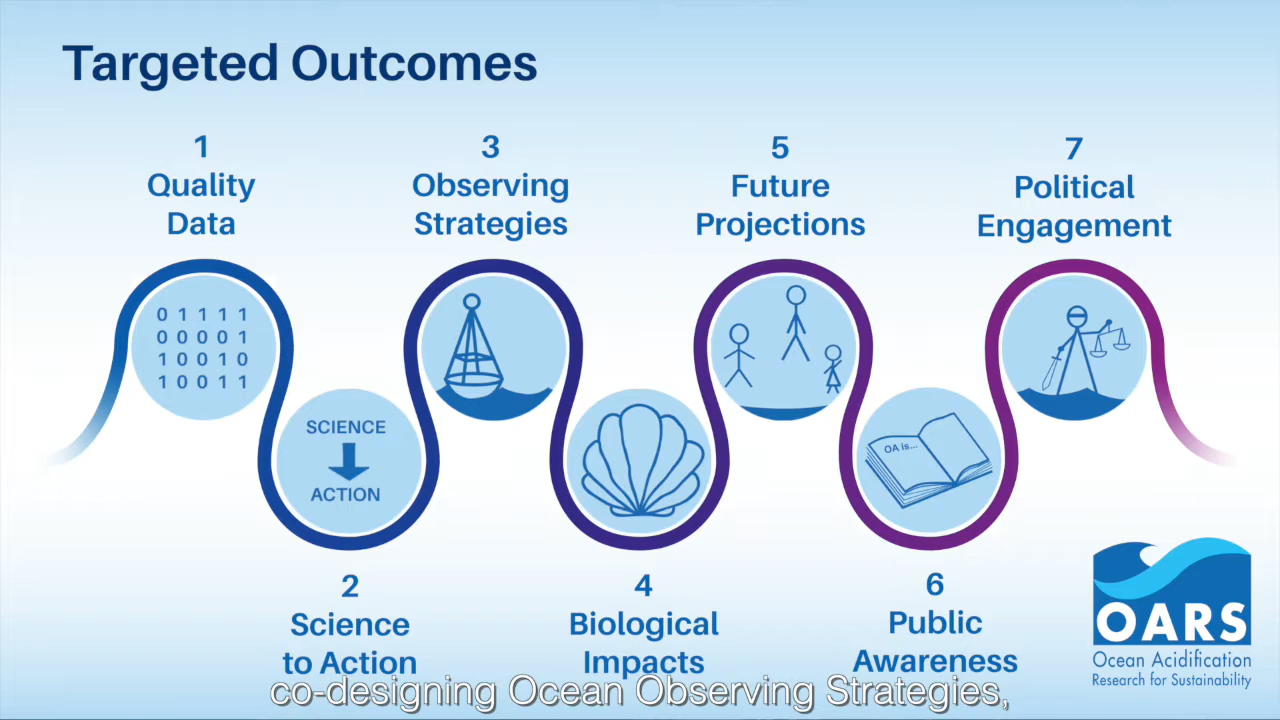 Targeted Outcomes
1
Quality
Data
3
Observing
Strategies
5
Future
Projections
7
Political
Engagement
0 1 1 1 1
0 0 0 0 1
1 0 0 1 0
1 0 0 1 1
SCIENCE
ACTION
OA is...
2
Science
to Action
4
Biological
Impacts
6
Public
Awareness
OARS
Ocean Acidification
Research for Sustainability
co-designing Ocean Observing Strategies,